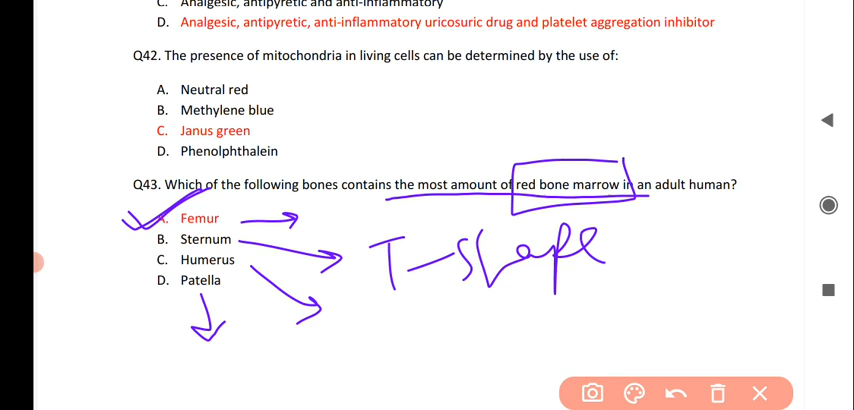 C. Analgesic, antipyretic and anti-inflammatory
D. Analgesic, antipyretic, anti-inflammatory uricosuric drug and platelet aggregation inhibitor
Q42. The presence of mitochondria in living cells can be determined by the use of:
A. Neutral red
B. Methylene blue
C. Janus green
D. Phenolphthalein
Q43. Which of the following bones contains the most amount of red bone marrow in an adult human?
A. Femur
B. Sternum
C. Humerus
D. Patella
T-shape